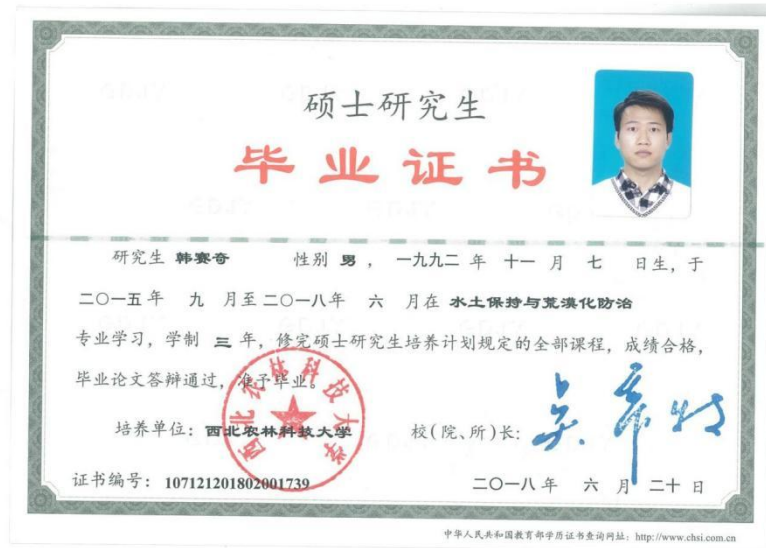 硕士研究生
毕业证书
研究生 韩赛奇 性别 男 ， 一九九二 年 十一 月 七 日生，于
二〇一五年 九 月至二〇一八年 六 月在 水土保持与荒漠化防治
专业学习，学制 三 年，修完硕士研究生培养计划规定的全部课程，成绩合格，
毕业论文答辩通过，准予毕业。
西北农林科技大学
培养单位：西北农林科技大学 校(院、所)长：
证书编号：107121201802001739 二〇一八年 六 月 二十 日
中华人民共和国教育部学历证书查询网址：http://www.chsi.com.cn